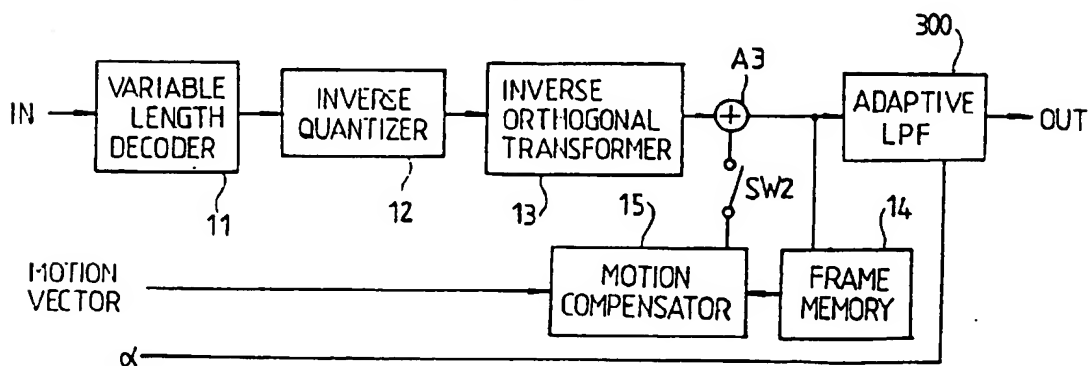 300
A3
IN
VARIABLE
LENGTH
DECODER
INVERSE
QUANTIZER
INVERSE
ORTHOGONAL
TRANSFORMER
ADAPTIVE
LPF
OUT
SW2
11
12
13
15
14
MOTION
VECTOR
MOTION
COMPENSATOR
FRAME
MEMORY
α